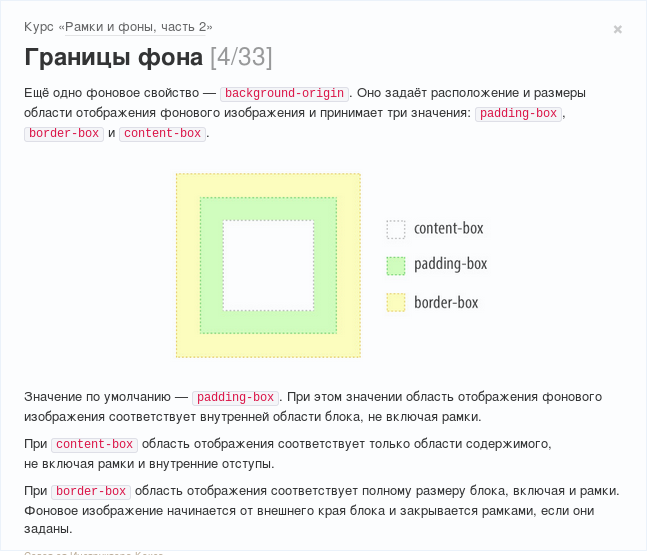 Курс «Рамки и фоны, часть 2»
×
Границы фона [4/33]
Ещё одно фоновое свойство — background-origin. Оно задаёт расположение и размеры
области отображения фонового изображения и принимает три значения: padding-box,
border-box и content-box.
content-box
padding-box
border-box
Значение по умолчанию — padding-box. При этом значении область отображения фонового
изображения соответствует внутренней области блока, не включая рамки.
При content-box область отображения соответствует только области содержимого,
не включая рамки и внутренние отступы.
При border-box область отображения соответствует полному размеру блока, включая и рамки.
Фоновое изображение начинается от внешнего края блока и закрывается рамками, если они
заданы.